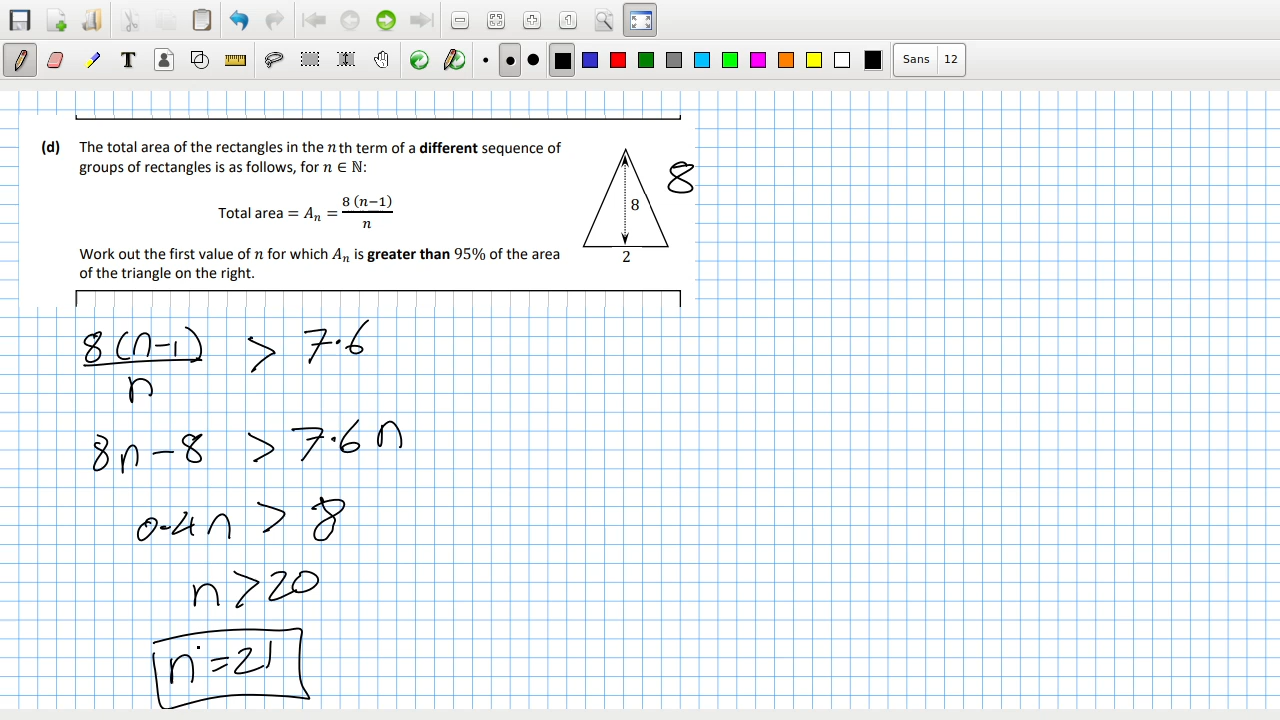 Sans 12
(d) The total area of the rectangles in the n th term of a different sequence of
groups of rectangles is as follows, for n ∈ ℕ:
Total area = Aₙ = 8 (n−1)/n
Work out the first value of n for which Aₙ is greater than 95% of the area
of the triangle on the right.
8
2
8
8(n-1)/n > 7.6
8n - 8 > 7.6n
0.4n > 8
n > 20
n = 21